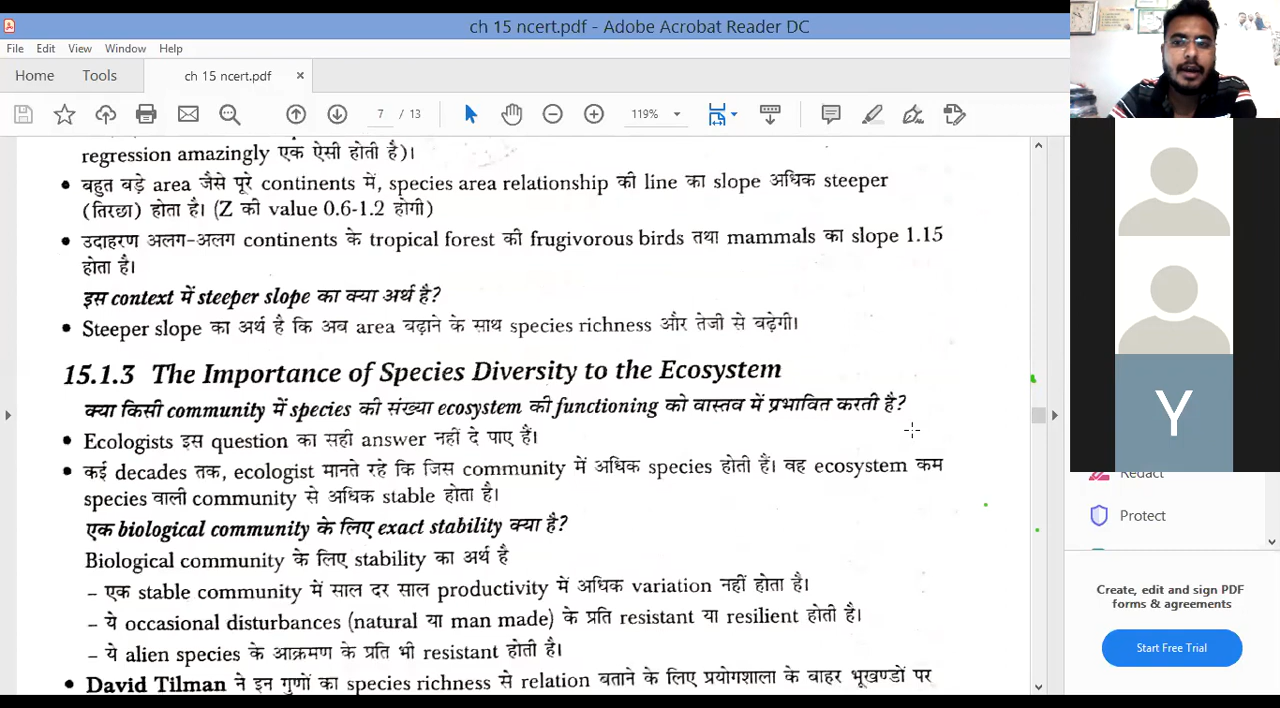 ch 15 ncert.pdf - Adobe Acrobat Reader DC
File Edit View Window Help
Home Tools ch 15 ncert.pdf ×
7 / 13 119%
regression amazingly एक ऐसी होती है)।
• बहुत बड़े area जैसे पूरे continents में, species area relationship की line का slope अधिक steeper
(तिरछा) होता है। (Z की value 0.6-1.2 होगी)
• उदाहरण अलग-अलग continents के tropical forest की frugivorous birds तथा mammals का slope 1.15
होता है।
इस context में steeper slope का क्या अर्थ है?
• Steeper slope का अर्थ है कि अब area बढ़ाने के साथ species richness और तेजी से बढ़ेगी।
15.1.3 The Importance of Species Diversity to the Ecosystem
क्या किसी community में species की संख्या ecosystem की functioning को वास्तव में प्रभावित करती है?
• Ecologists इस question का सही answer नहीं दे पाए हैं।
• कई decades तक, ecologist मानते रहे कि जिस community में अधिक species होती हैं। वह ecosystem कम
species वाली community से अधिक stable होता है।
एक biological community के लिए exact stability क्या है?
Biological community के लिए stability का अर्थ है
– एक stable community में साल दर साल productivity में अधिक variation नहीं होता है।
– ये occasional disturbances (natural या man made) के प्रति resistant या resilient होती है।
– ये alien species के आक्रमण के प्रति भी resistant होती है।
• David Tilman ने इन गुणों का species richness से relation बताने के लिए प्रयोगशाला के बाहर भूखण्डों पर
Y
Redact
Protect
Create, edit and sign PDF
forms & agreements
Start Free Trial